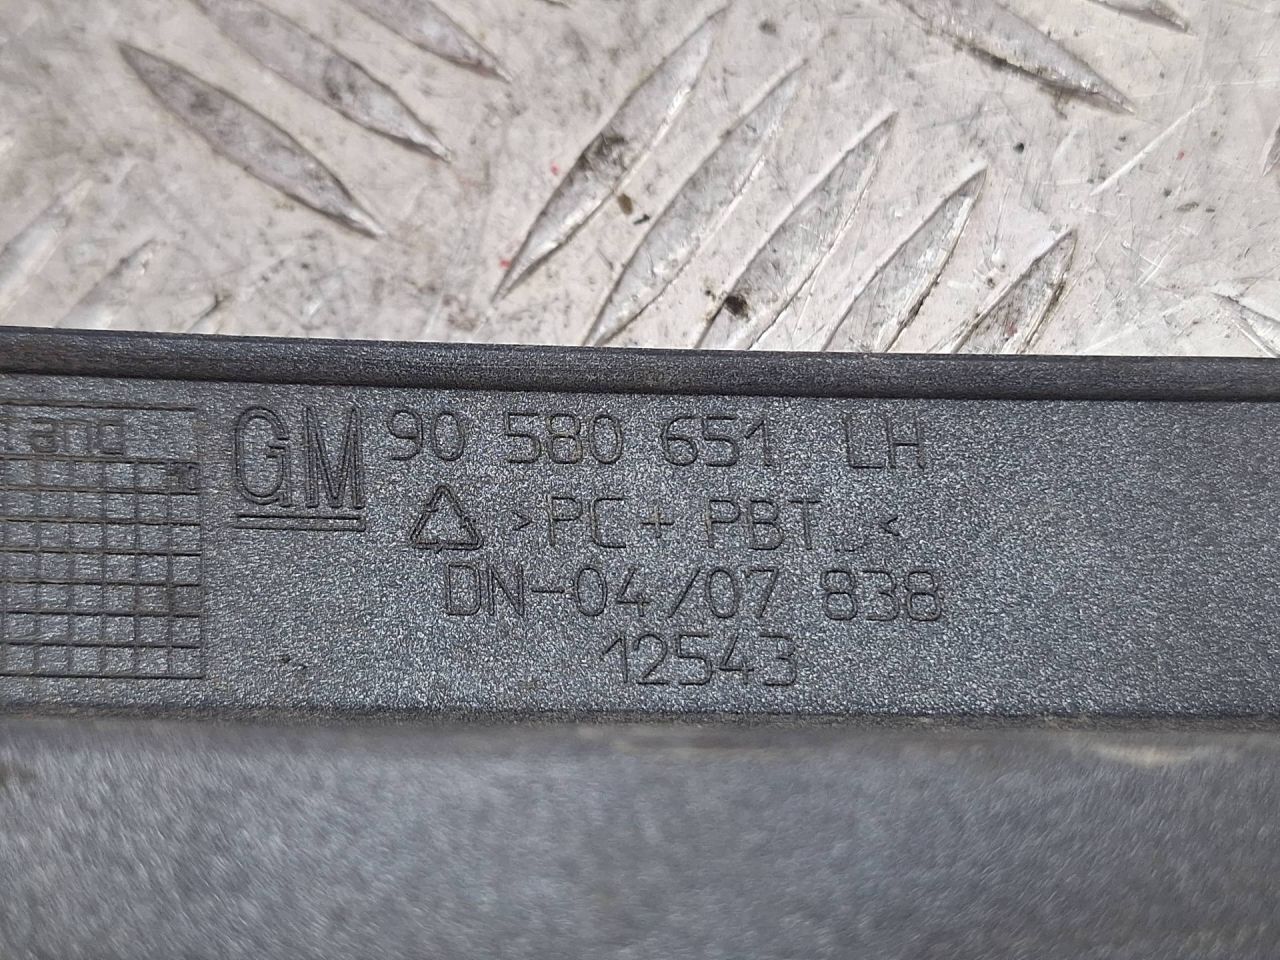 GM 90 580 651 LH
>PC + PBT<
DN-04/07 838
12543